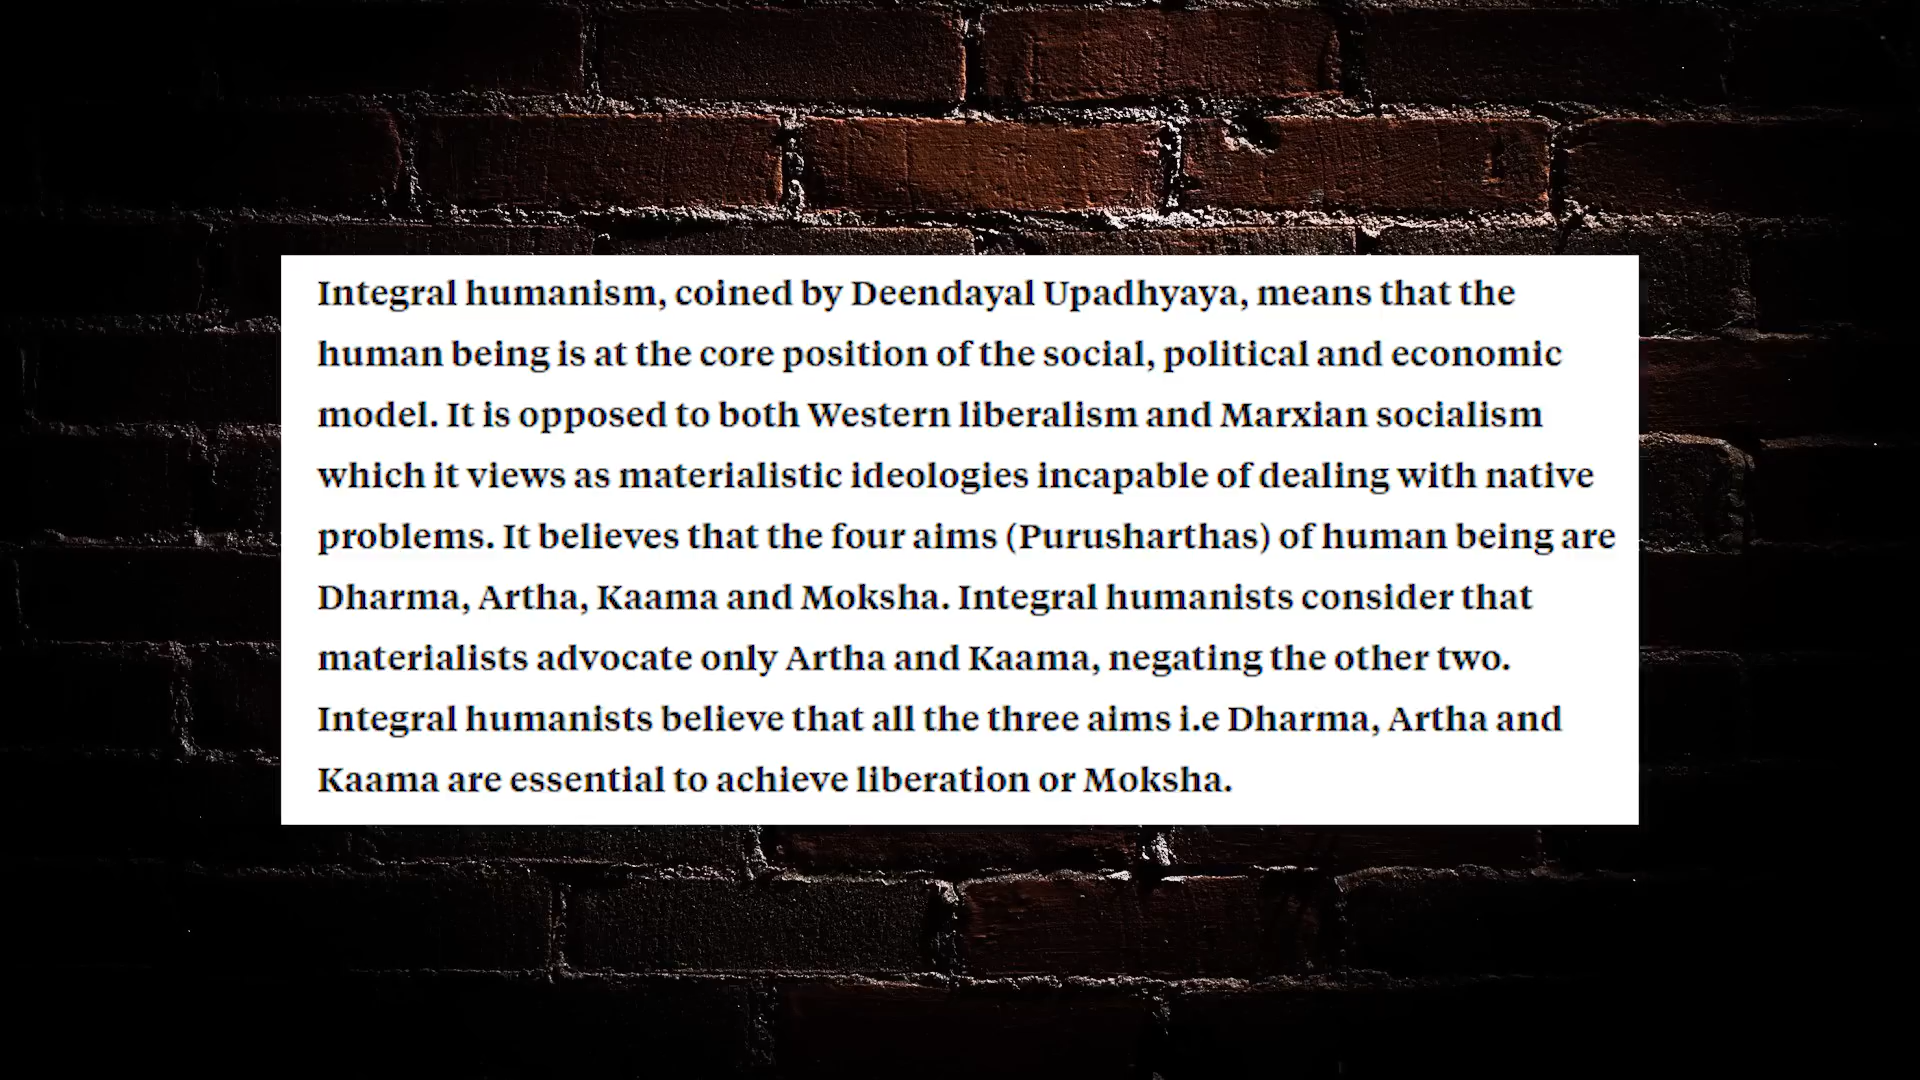 Integral humanism, coined by Deendayal Upadhyaya, means that the
human being is at the core position of the social, political and economic
model. It is opposed to both Western liberalism and Marxian socialism
which it views as materialistic ideologies incapable of dealing with native
problems. It believes that the four aims (Purusharthas) of human being are
Dharma, Artha, Kaama and Moksha. Integral humanists consider that
materialists advocate only Artha and Kaama, negating the other two.
Integral humanists believe that all the three aims i.e Dharma, Artha and
Kaama are essential to achieve liberation or Moksha.